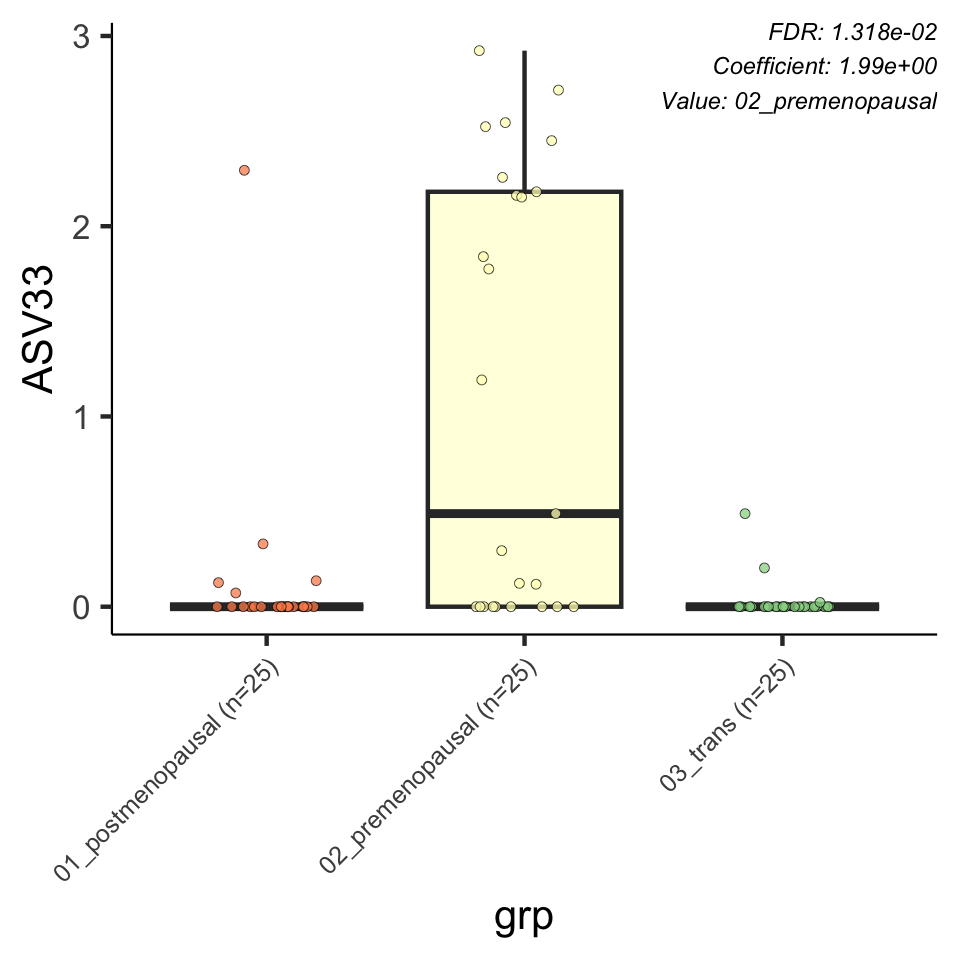 FDR: 1.318e-02
Coefficient: 1.99e+00
Value: 02_premenopausal
3
2
1
0
ASV33
01_postmenopausal (n=25)
02_premenopausal (n=25)
03_trans (n=25)
grp